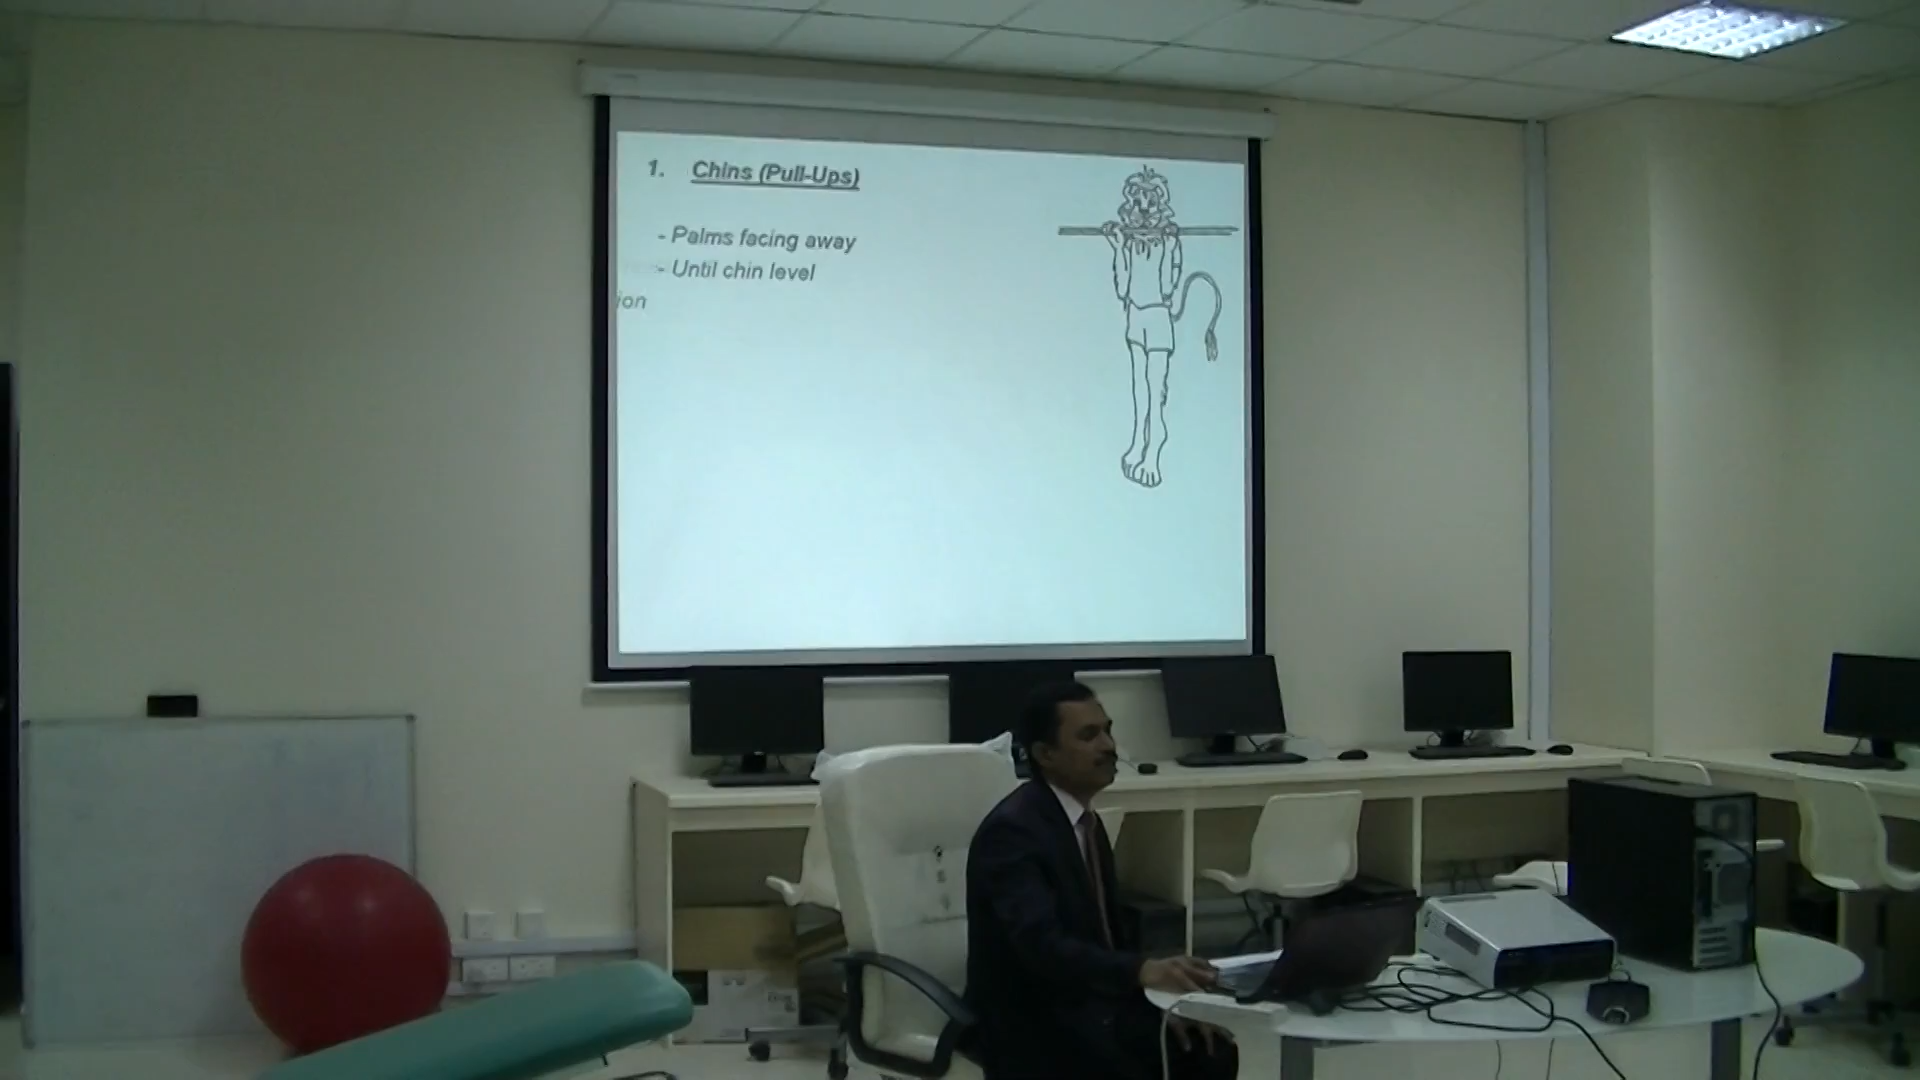 1. Chins (Pull-Ups)
- Palms facing away
- Until chin level
ion